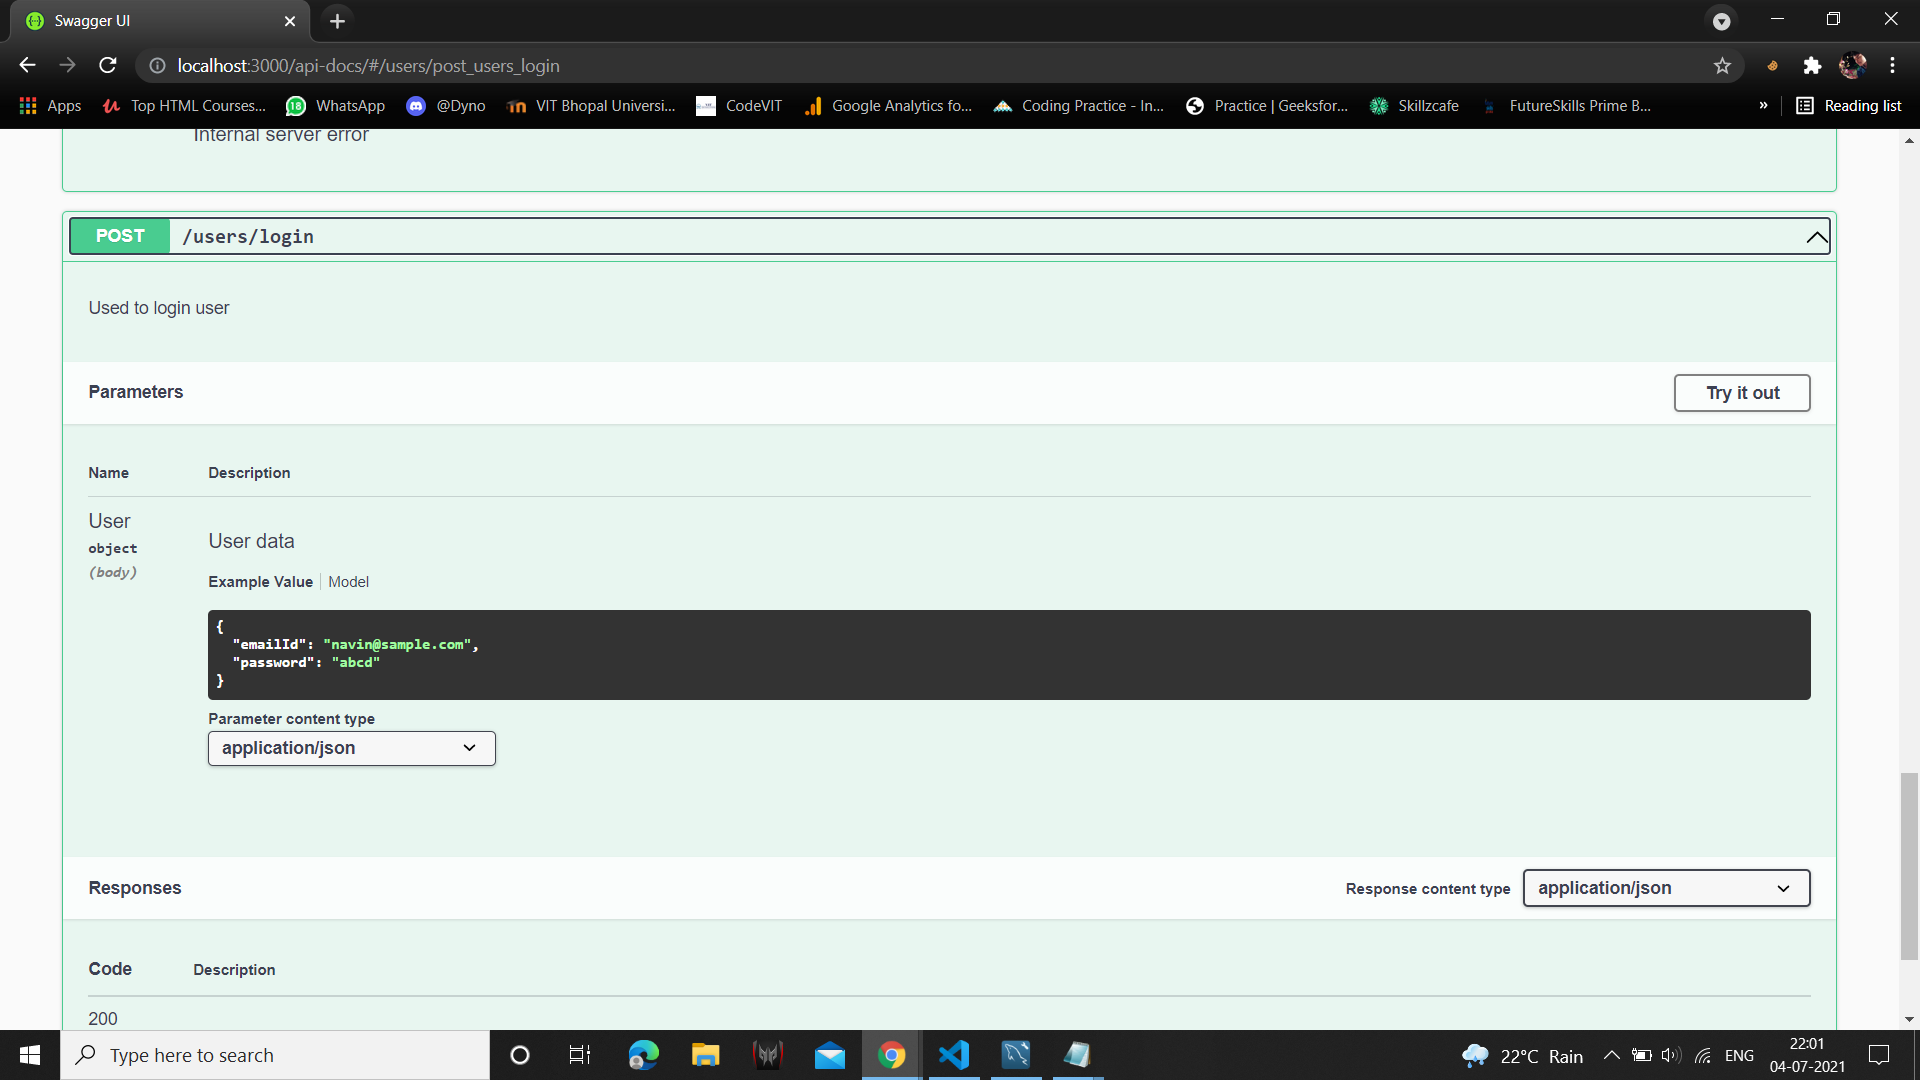 Swagger UI
localhost:3000/api-docs/#/users/post_users_login
Apps
Top HTML Courses...
18
WhatsApp
@Dyno
VIT Bhopal Universi...
CodeVIT
Google Analytics fo...
Coding Practice - In...
Practice | Geeksfor...
Skillzcafe
FutureSkills Prime B...
»
Reading list
Internal server error
POST /users/login
Used to login user
Parameters
Try it out
Name Description
User
object
(body)
User data
Example Value Model
{
"emailId": "navin@sample.com",
"password": "abcd"
}
Parameter content type
application/json
Responses
Response content type
application/json
Code Description
200
Type here to search
22°C Rain
ENG
22:01
04-07-2021